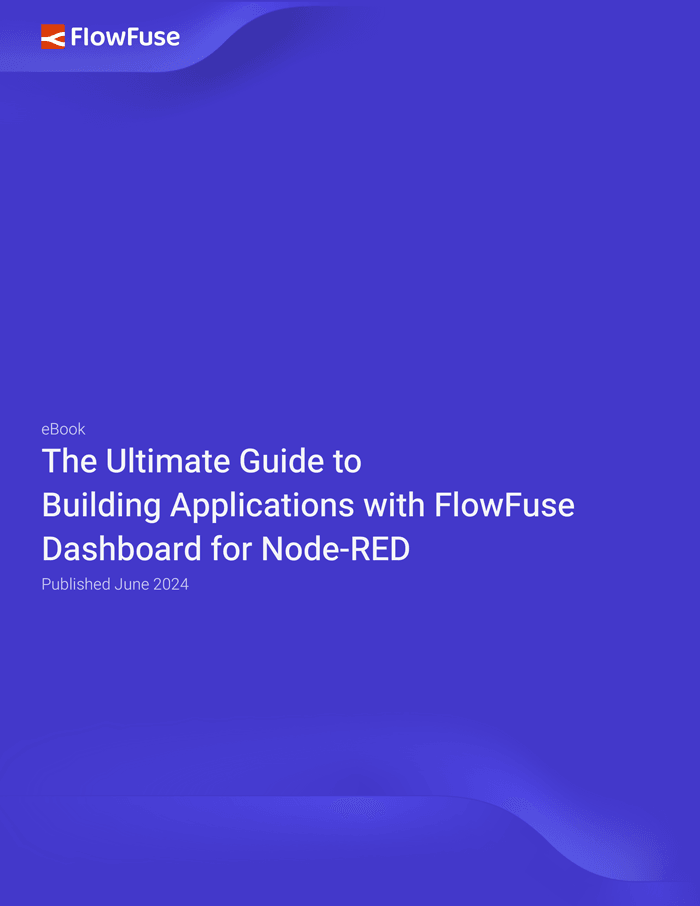 FlowFuse
eBook
The Ultimate Guide to
Building Applications with FlowFuse
Dashboard for Node-RED
Published June 2024